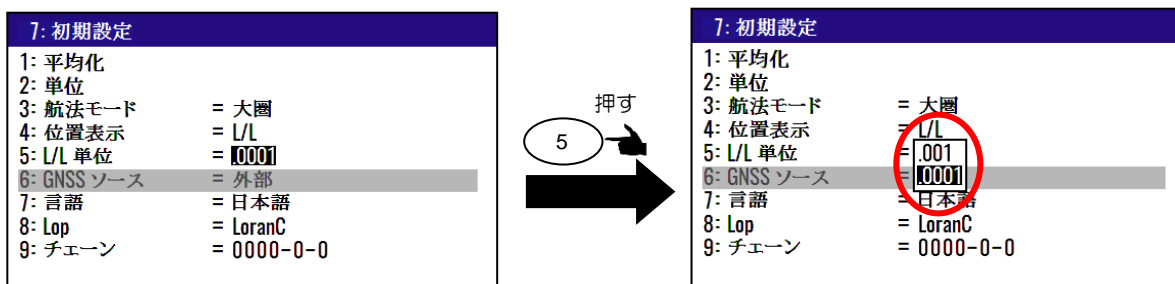 7: 初期設定
1: 平均化
2: 単位
3: 航法モード = 大圏
4: 位置表示 = L/L
5: L/L 単位 = .0001
6: GNSS ソース = 外部
7: 言語 = 日本語
8: Lop = LoranC
9: チェーン = 0000-0-0
押す
5
7: 初期設定
1: 平均化
2: 単位
3: 航法モード = 大圏
4: 位置表示 = L/L
5: L/L 単位 = .001
6: GNSS ソース = .0001
7: 言語 = 日本語
8: Lop = LoranC
9: チェーン = 0000-0-0